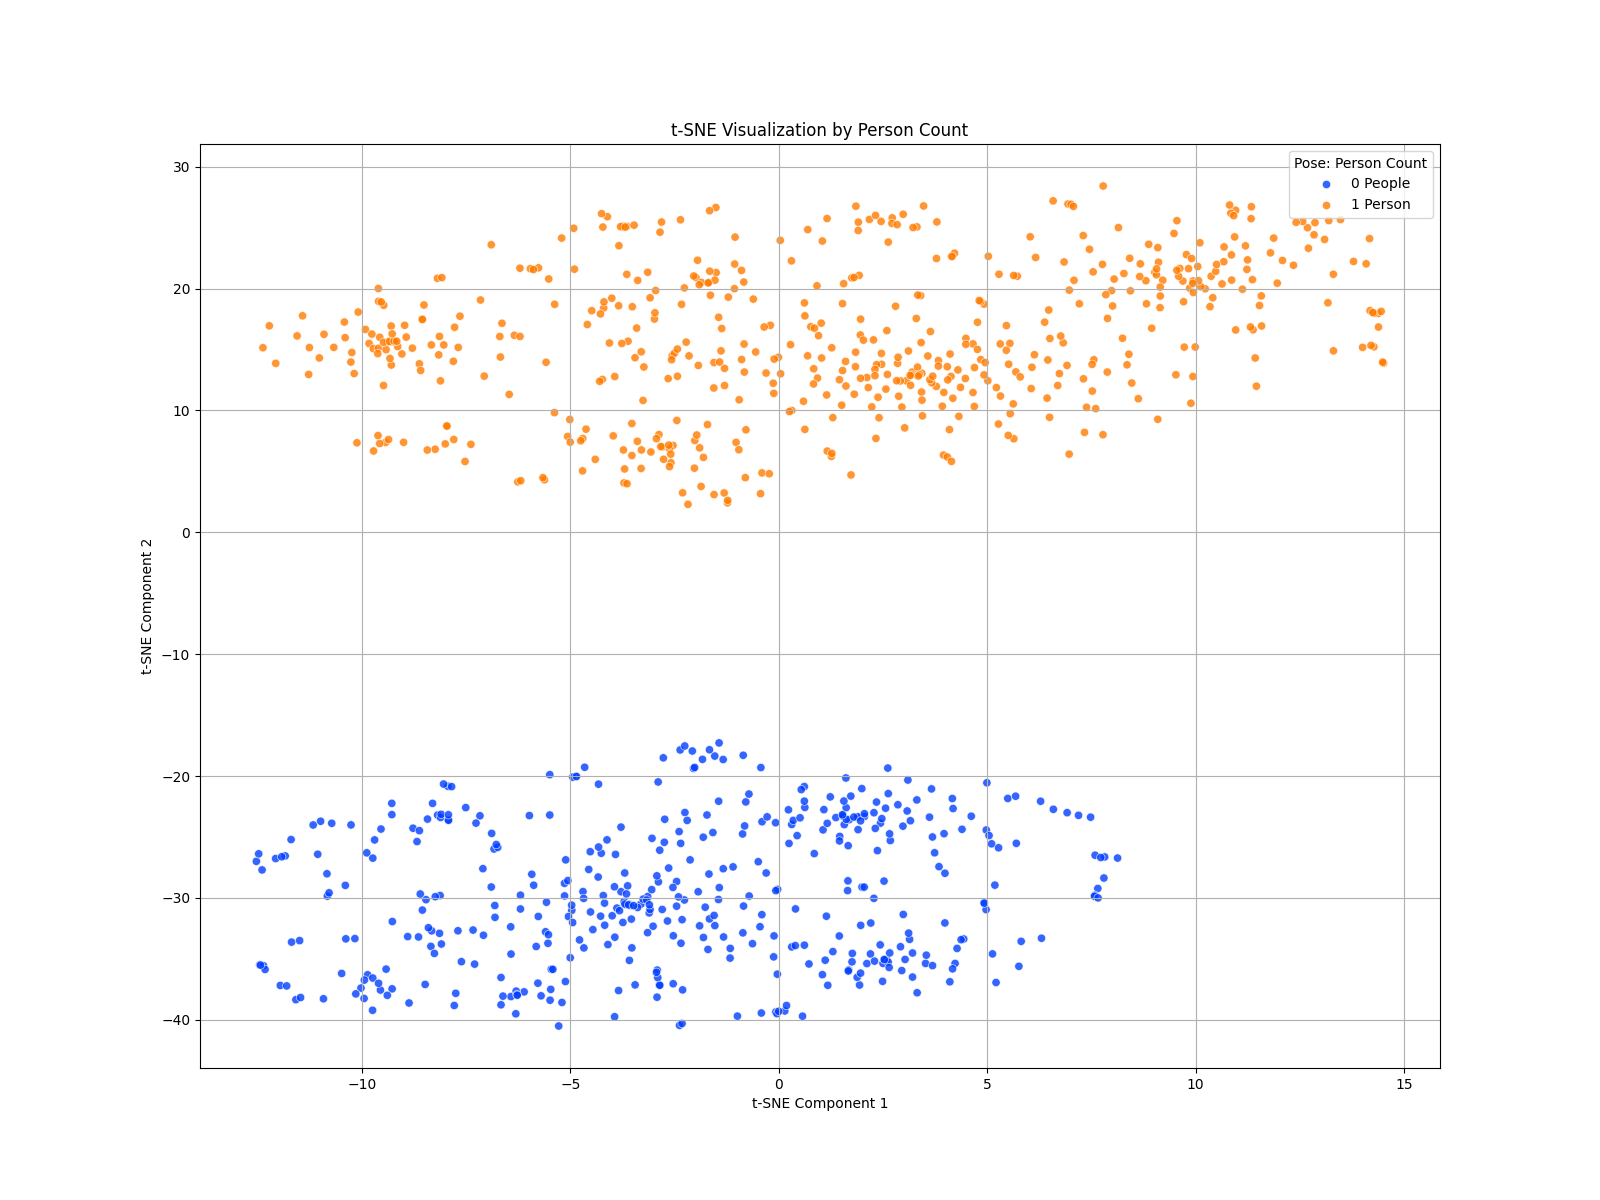 t-SNE Visualization by Person Count
Pose: Person Count
0 People
1 Person
30
20
10
0
−10
−20
−30
−40
t-SNE Component 2
−10
−5
0
5
10
15
t-SNE Component 1